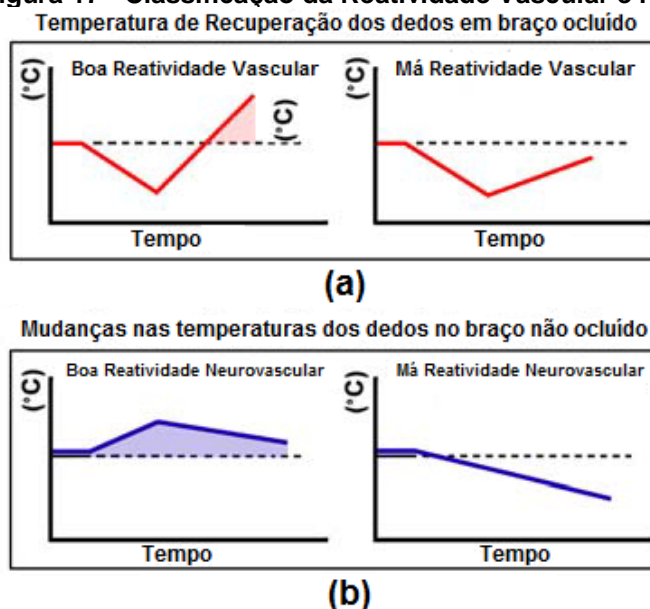 Temperatura de Recuperação dos dedos em braço ocluído
Boa Reatividade Vascular
Má Reatividade Vascular
(°C)
(°C)
(°C)
Tempo
Tempo
(a)
Mudanças nas temperaturas dos dedos no braço não ocluído
Boa Reatividade Neurovascular
Má Reatividade Neurovascular
(°C)
(°C)
Tempo
Tempo
(b)